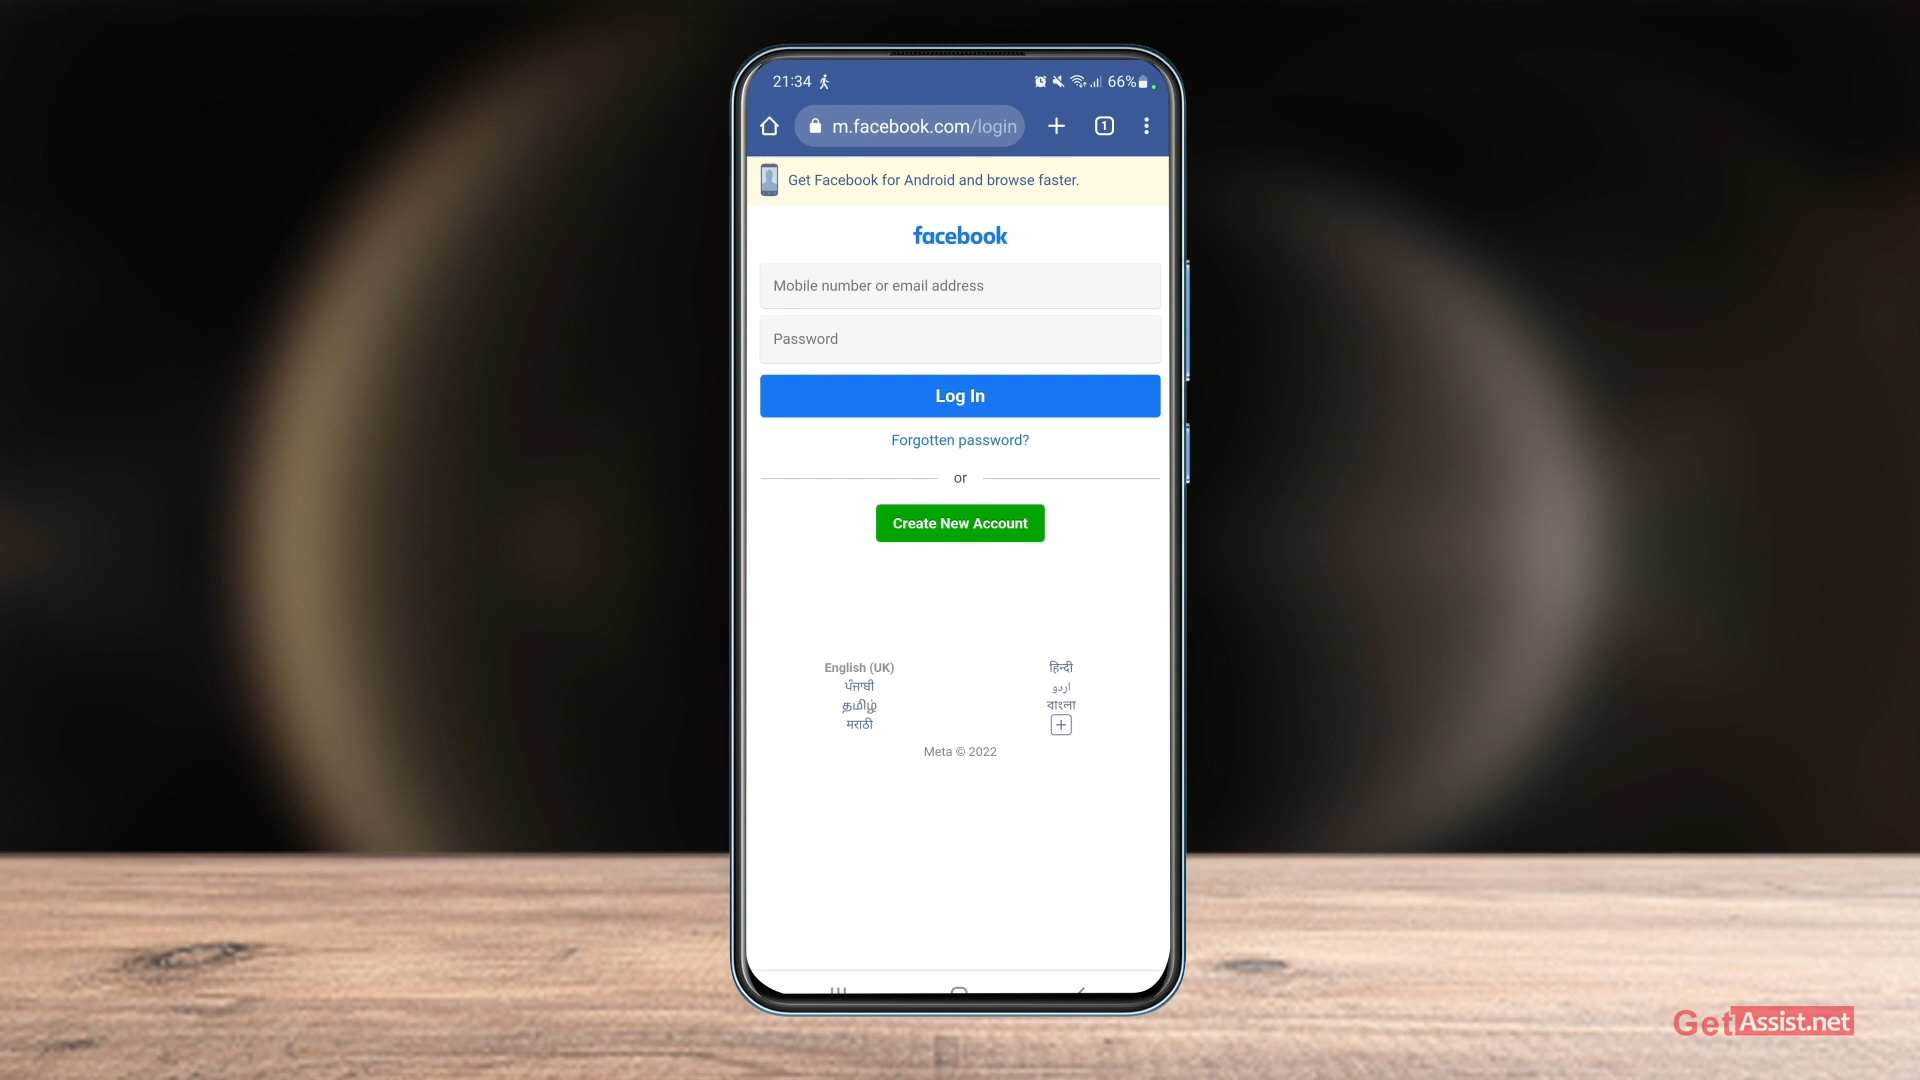 21:34
66%
m.facebook.com/login
1
Get Facebook for Android and browse faster.
facebook
Mobile number or email address
Password
Log In
Forgotten password?
or
Create New Account
English (UK)
हिन्दी
ਪੰਜਾਬੀ
اردو
தமிழ்
বাংলা
मराठी
Meta © 2022
GetAssist.net